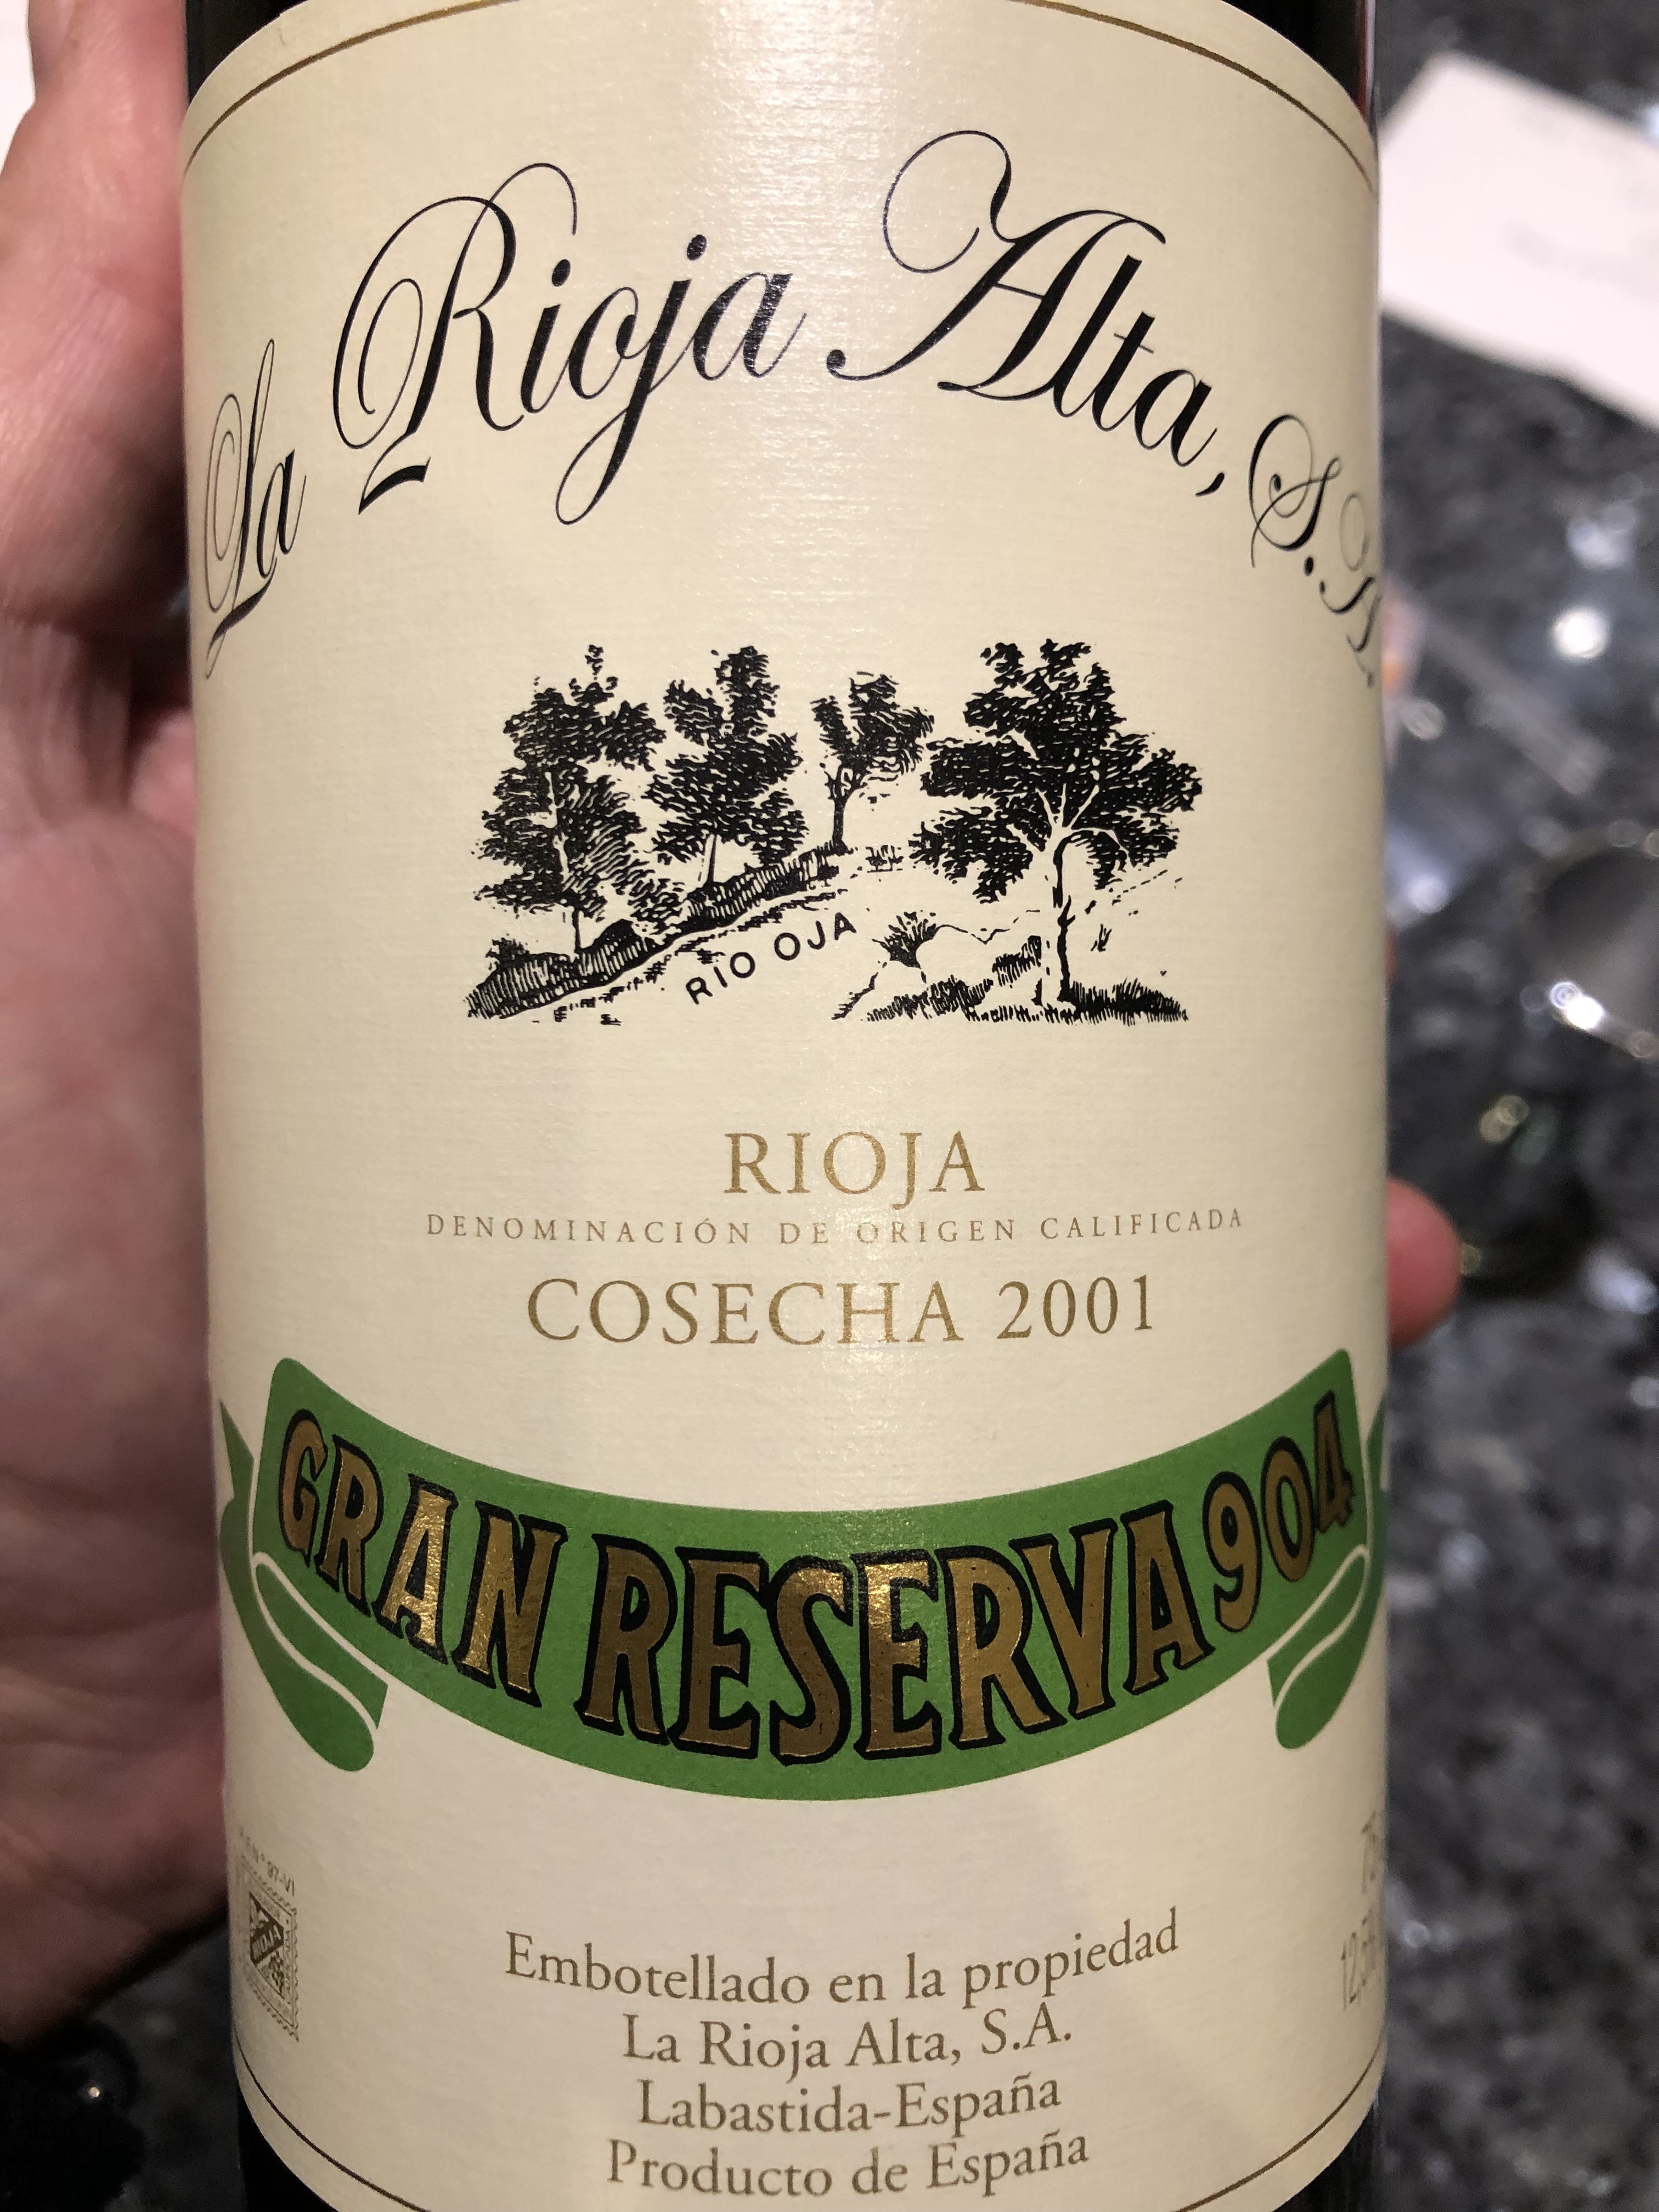 La Rioja Alta, S.A.
RIO OJA
RIOJA
DENOMINACIÓN DE ORIGEN CALIFICADA
COSECHA 2001
GRAN RESERVA 904
Embotellado en la propiedad
La Rioja Alta, S.A.
Labastida-España
Producto de España